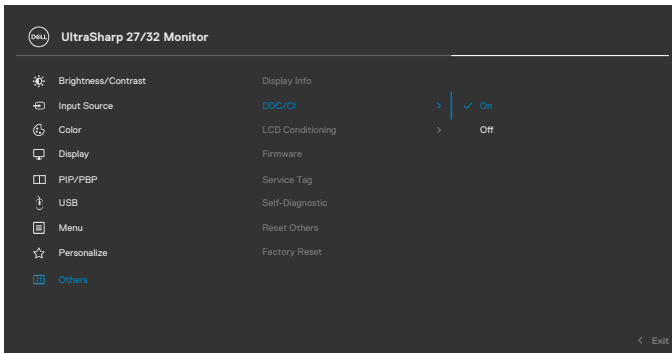 DELL
UltraSharp 27/32 Monitor
Brightness/Contrast
Input Source
Color
Display
PIP/PBP
USB
Menu
Personalize
Others
Display Info
DDC/CI
LCD Conditioning
Firmware
Service Tag
Self-Diagnostic
Reset Others
Factory Reset
On
Off
Exit